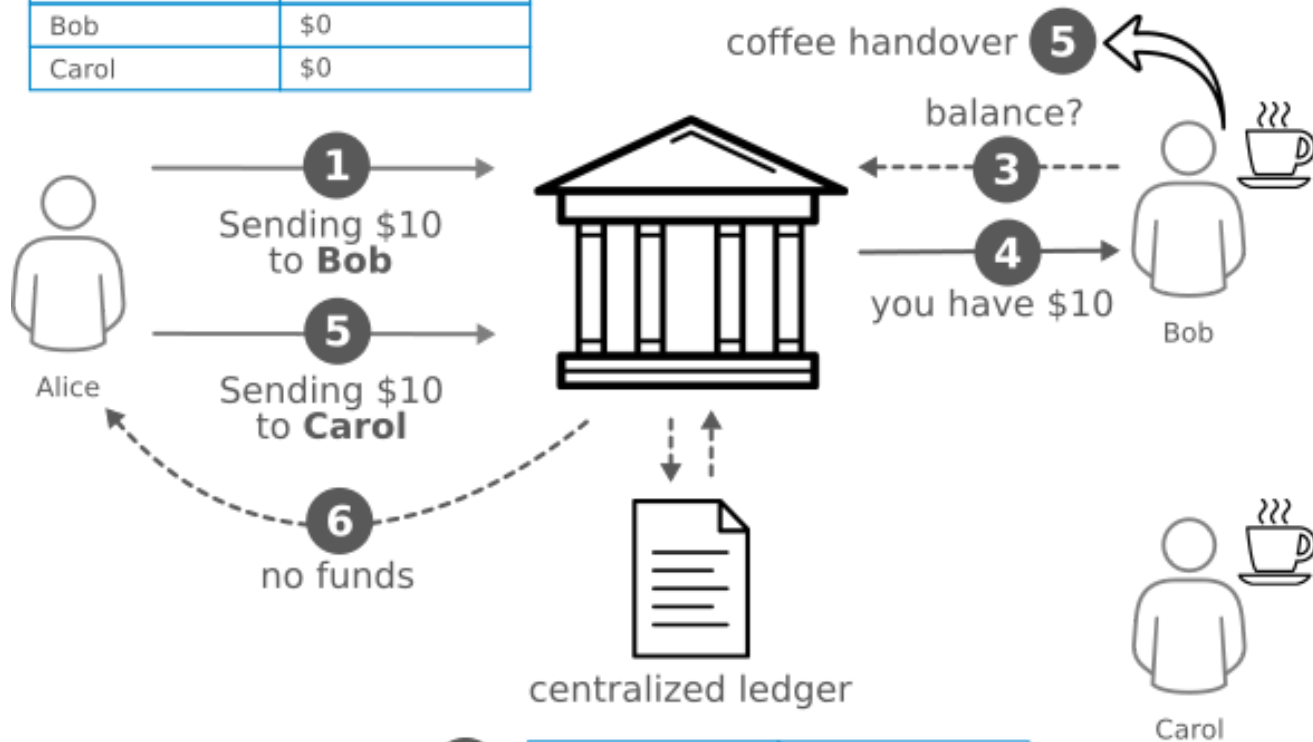 Bob $0
Carol $0
coffee handover 5
balance?
1
3
Sending $10
to Bob
4
you have $10
Bob
5
Alice
Sending $10
to Carol
6
no funds
centralized ledger
Carol